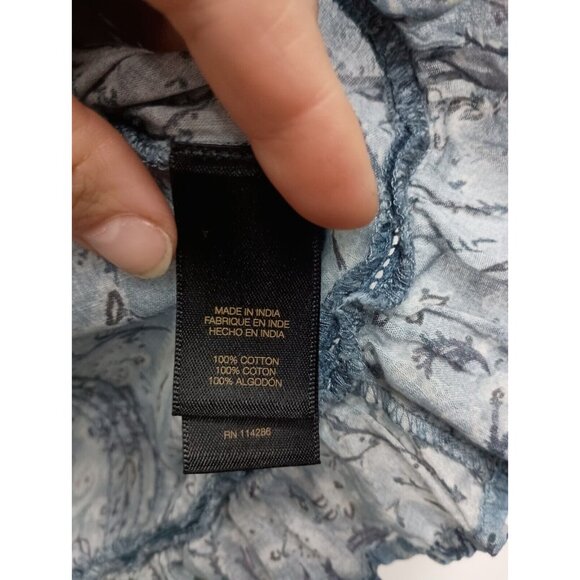 MADE IN INDIA
FABRIQUE EN INDE
HECHO EN INDIA
100% COTTON
100% COTON
100% ALGODÓN
RN 114286